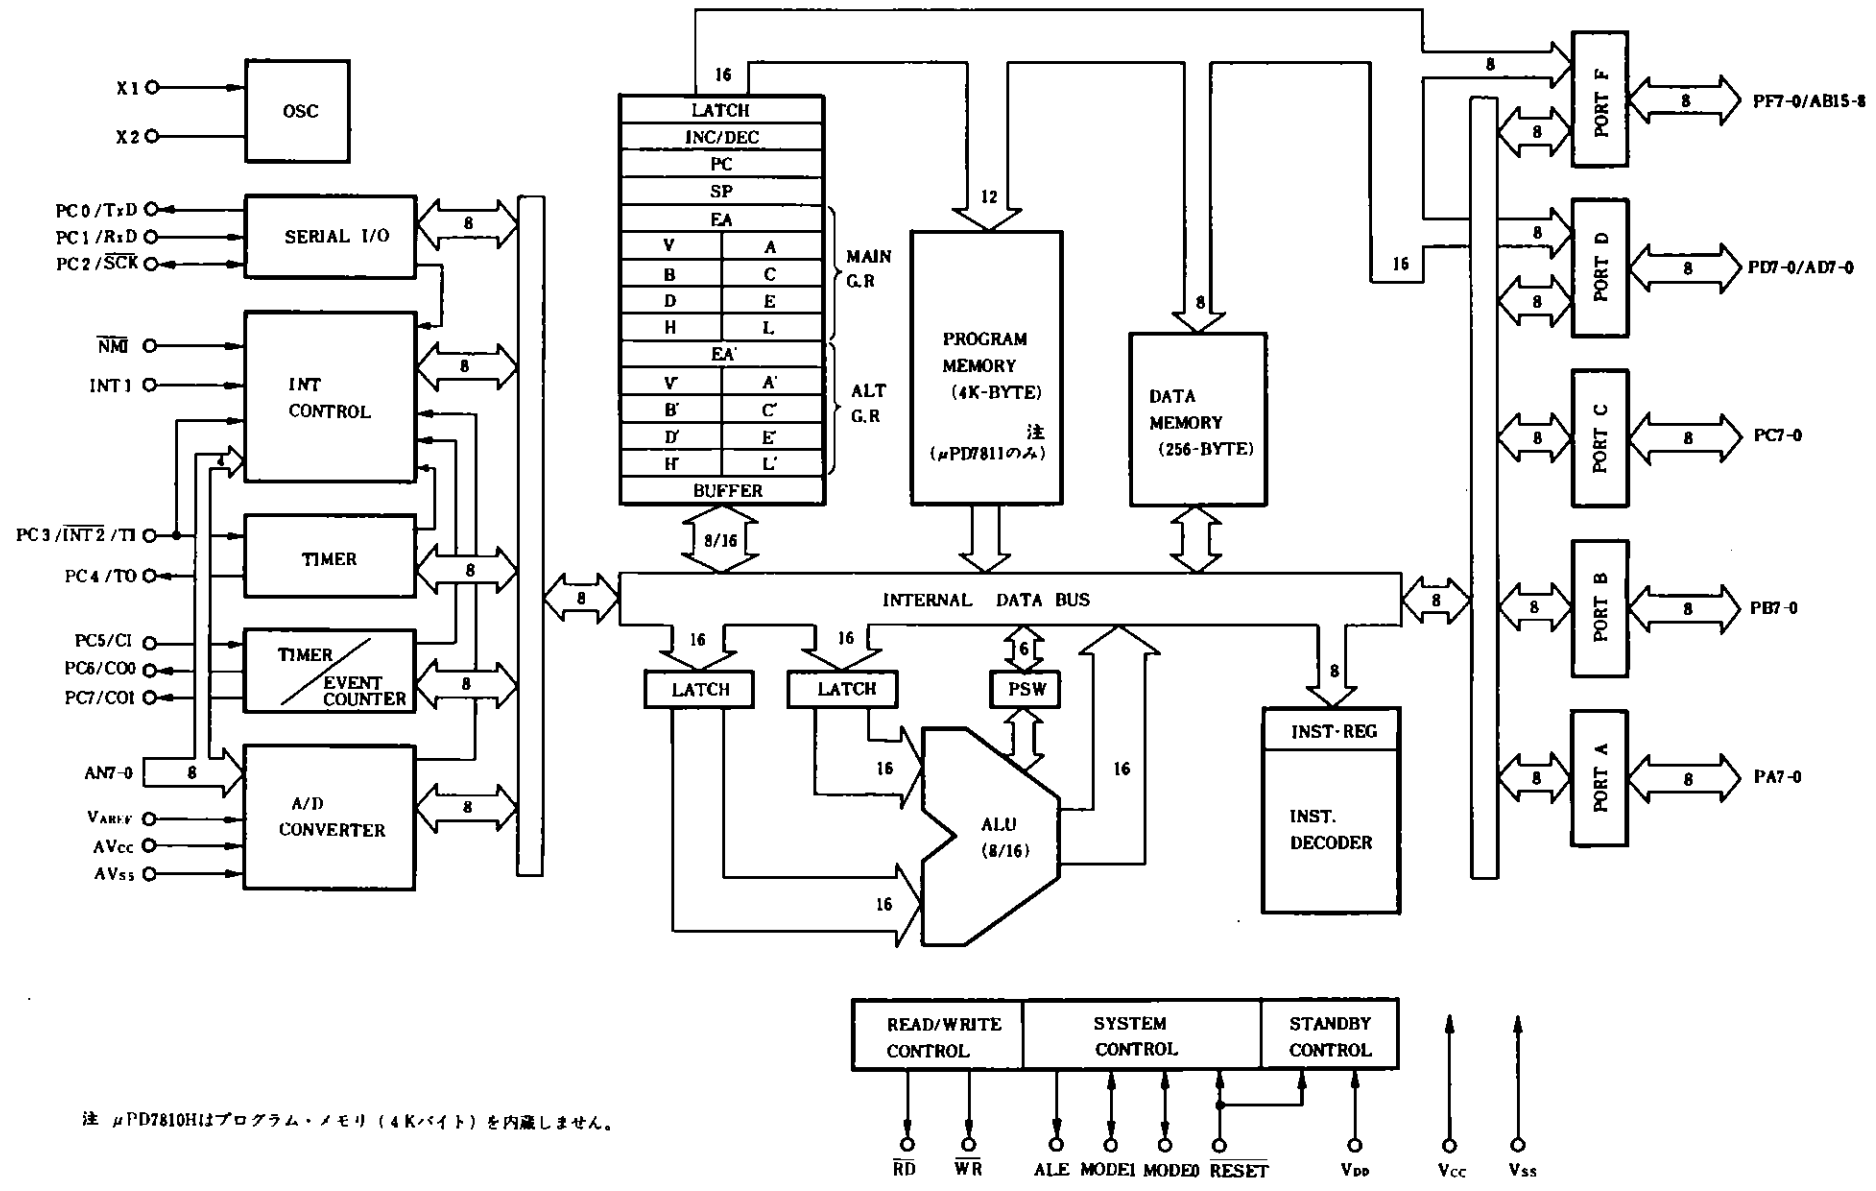 X1
X2
OSC
PC0/TxD
PC1/RxD
PC2/SCK
SERIAL I/O
8
NMI
INT1
INT
CONTROL
8
4
PC3/INT2/TI
PC4/TO
TIMER
8
PC5/CI
PC6/CO0
PC7/CO1
TIMER
EVENT
COUNTER
8
AN7-0
8
VAREF
AVCC
AVSS
A/D
CONVERTER
8
16
LATCH
INC/DEC
PC
SP
EA
V A
B C
D E
H L
MAIN
G.R
EA'
V' A'
B' C'
D' E'
H' L'
ALT
G.R
BUFFER
8/16
12
PROGRAM
MEMORY
(4K-BYTE)
注
(μPD7811のみ)
8
DATA
MEMORY
(256-BYTE)
16
8
INTERNAL DATA BUS
8
16
LATCH
16
LATCH
6
PSW
16
16
ALU
(8/16)
16
8
INST-REG
INST.
DECODER
8
8
PORT F
8
PF7-0/AB15-8
8
8
PORT D
8
PD7-0/AD7-0
8
PORT C
8
PC7-0
8
PORT B
8
PB7-0
8
PORT A
8
PA7-0
READ/WRITE
CONTROL
SYSTEM
CONTROL
STANDBY
CONTROL
RD
WR
ALE
MODE1
MODE0
RESET
VDD
VCC
VSS
注 μPD7810Hはプログラム・メモリ(4Kバイト)を内蔵しません。